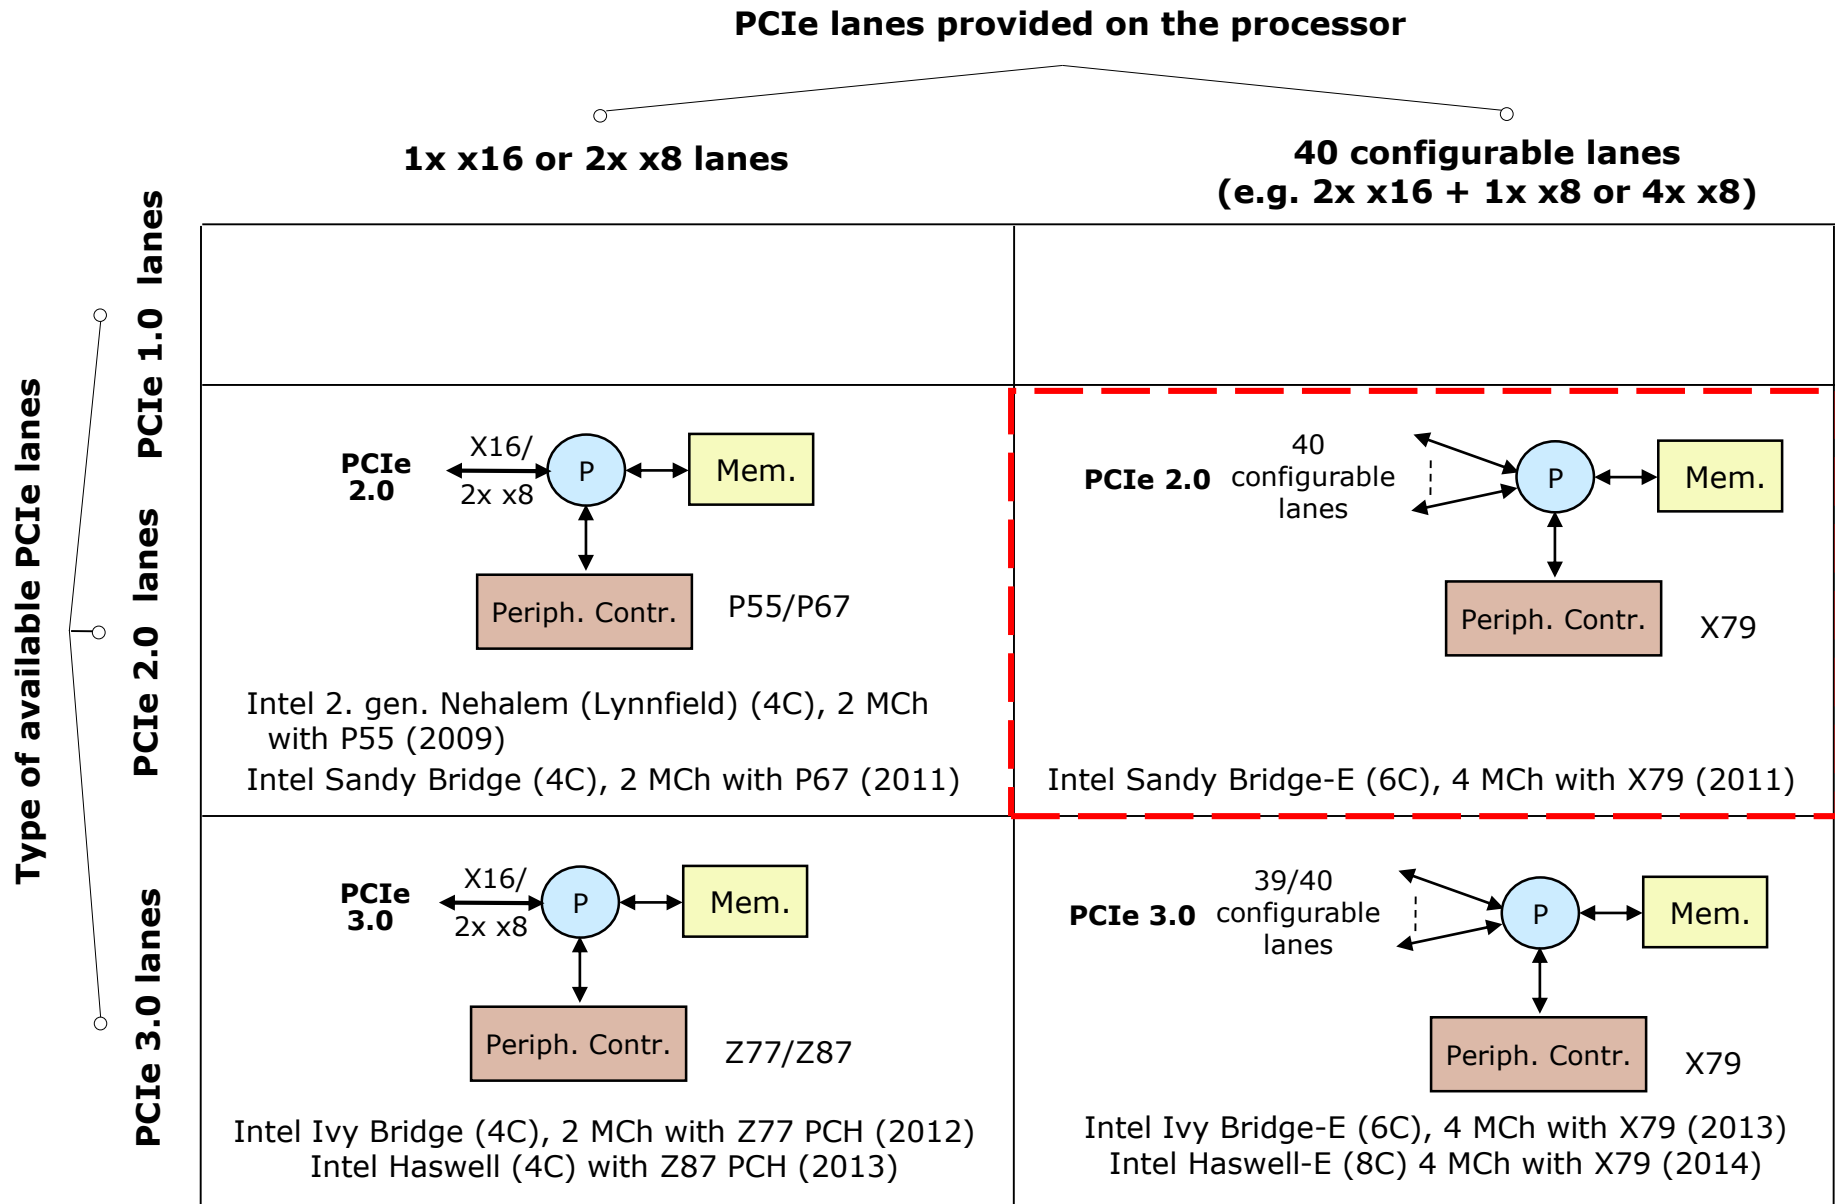 PCIe lanes provided on the processor
1x x16 or 2x x8 lanes
40 configurable lanes
(e.g. 2x x16 + 1x x8 or 4x x8)
Type of available PCIe lanes
PCIe 1.0 lanes
PCIe 2.0 lanes
PCIe
2.0
X16/
2x x8
P
Mem.
Periph. Contr.
P55/P67
Intel 2. gen. Nehalem (Lynnfield) (4C), 2 MCh
with P55 (2009)
Intel Sandy Bridge (4C), 2 MCh with P67 (2011)
PCIe 2.0
40
configurable
lanes
P
Mem.
Periph. Contr.
X79
Intel Sandy Bridge-E (6C), 4 MCh with X79 (2011)
PCIe 3.0 lanes
PCIe
3.0
X16/
2x x8
P
Mem.
Periph. Contr.
Z77/Z87
Intel Ivy Bridge (4C), 2 MCh with Z77 PCH (2012)
Intel Haswell (4C) with Z87 PCH (2013)
PCIe 3.0
39/40
configurable
lanes
P
Mem.
Periph. Contr.
X79
Intel Ivy Bridge-E (6C), 4 MCh with X79 (2013)
Intel Haswell-E (8C) 4 MCh with X79 (2014)